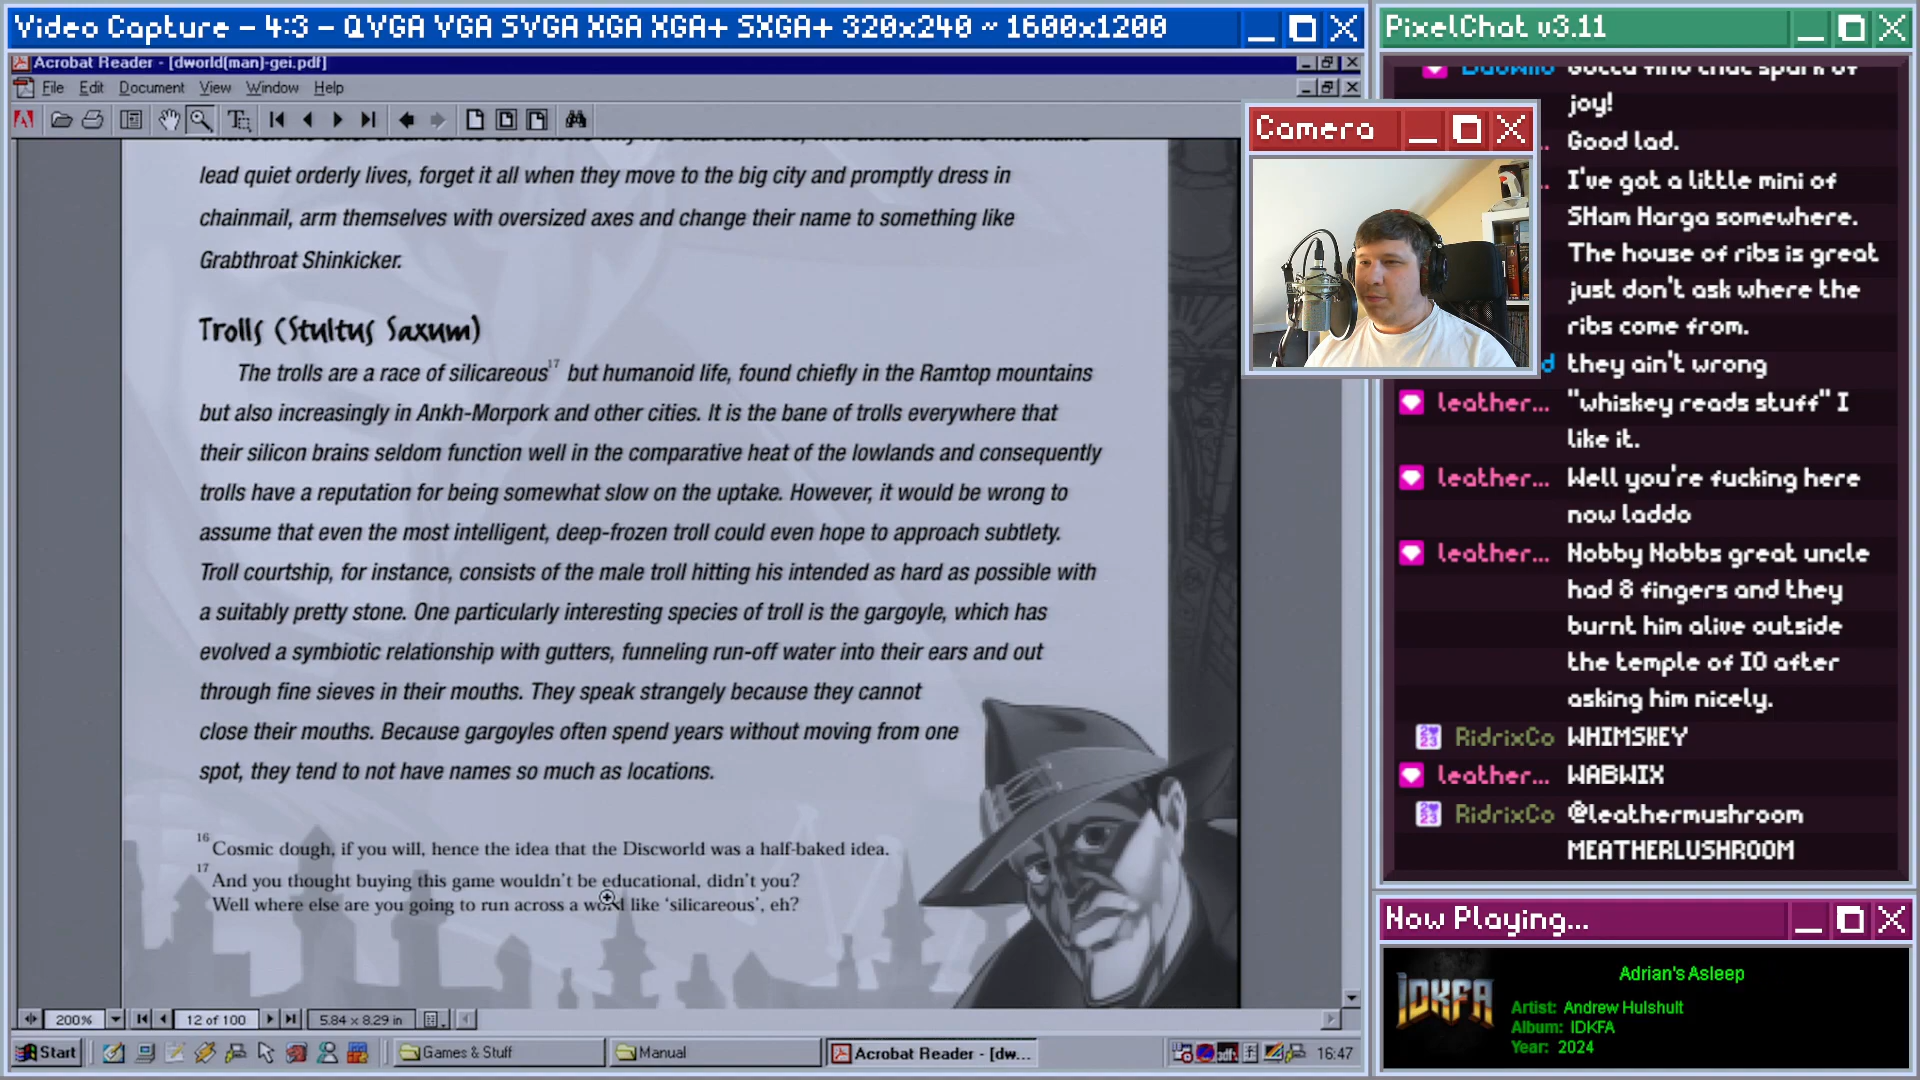 Video Capture – 4:3 – QVGA VGA SVGA XGA XGA+ SXGA+ 320x240 ~ 1600x1200
Acrobat Reader - [dworld(man)-gei.pdf]
File Edit Document View Window Help
lead quiet orderly lives, forget it all when they move to the big city and promptly dress in
chainmail, arm themselves with oversized axes and change their name to something like
Grabthroat Shinkicker.
Trolls (Stultus Saxum)
The trolls are a race of silicareous17 but humanoid life, found chiefly in the Ramtop mountains
but also increasingly in Ankh-Morpork and other cities. It is the bane of trolls everywhere that
their silicon brains seldom function well in the comparative heat of the lowlands and consequently
trolls have a reputation for being somewhat slow on the uptake. However, it would be wrong to
assume that even the most intelligent, deep-frozen troll could even hope to approach subtlety.
Troll courtship, for instance, consists of the male troll hitting his intended as hard as possible with
a suitably pretty stone. One particularly interesting species of troll is the gargoyle, which has
evolved a symbiotic relationship with gutters, funneling run-off water into their ears and out
through fine sieves in their mouths. They speak strangely because they cannot
close their mouths. Because gargoyles often spend years without moving from one
spot, they tend to not have names so much as locations.
16 Cosmic dough, if you will, hence the idea that the Discworld was a half-baked idea.
17 And you thought buying this game wouldn't be educational, didn't you?
Well where else are you going to run across a word like 'silicareous', eh?
200% 12 of 100 5.84 x 8.29 in
Start Games & Stuff Manual Acrobat Reader - [dw... 16:47
Camera
PixelChat v3.11
Gotta find that spark of
joy!
Good lad.
I've got a little mini of
SHam Harga somewhere.
The house of ribs is great
just don't ask where the
ribs come from.
d they ain't wrong
leather... "whiskey reads stuff" I
like it.
leather... Well you're fucking here
now laddo
leather... Nobby Nobbs great uncle
had 8 fingers and they
burnt him alive outside
the temple of IO after
asking him nicely.
RidrixCo WHIMSKEY
leather... WABWIX
RidrixCo @leathermushroom
MEATHERLUSHROOM
Now Playing...
IDKFA
Adrian's Asleep
Artist: Andrew Hulshult
Album: IDKFA
Year: 2024